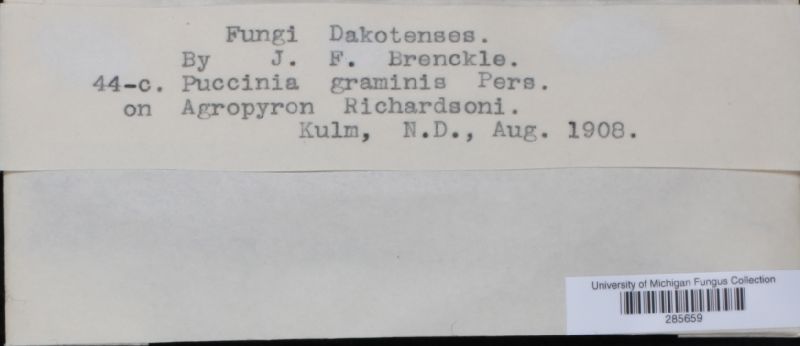 Fungi Dakotenses.
By J. F. Brenckle.
44-c. Puccinia graminis Pers.
on Agropyron Richardsoni.
Kulm, N.D., Aug. 1908.
University of Michigan Fungus Collection
285659